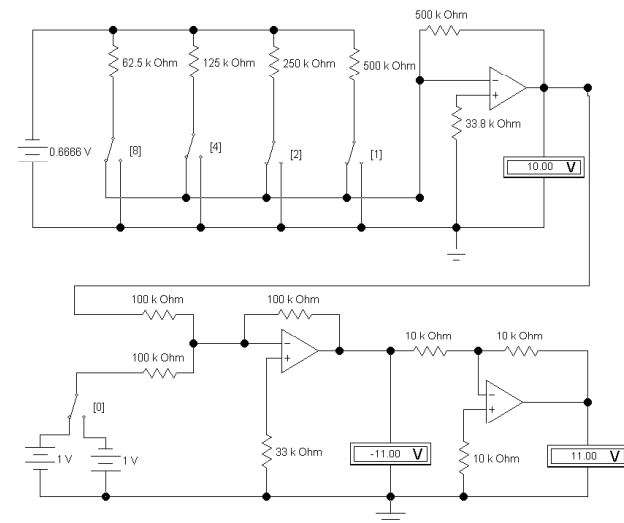 500 k Ohm
62.5 k Ohm
125 k Ohm
250 k Ohm
500 k Ohm
33.8 k Ohm
0.6666 V
[8]
[4]
[2]
[1]
10.00 V
100 k Ohm
100 k Ohm
10 k Ohm
10 k Ohm
100 k Ohm
[0]
1 V
1 V
33 k Ohm
-11.00 V
10 k Ohm
11.00 V